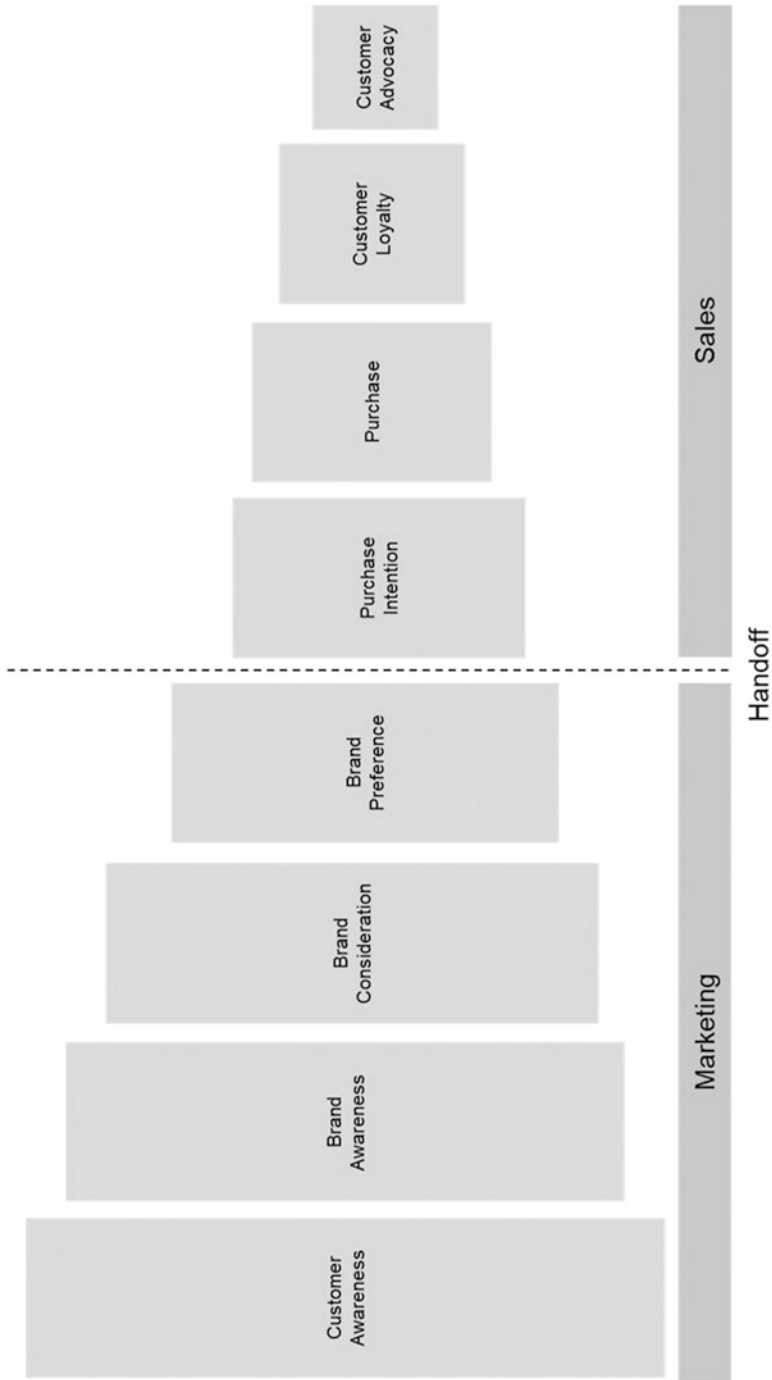 Customer
Awareness
Brand
Awareness
Brand
Consideration
Brand
Preference
Purchase
Intention
Purchase
Customer
Loyalty
Customer
Advocacy
Marketing
Sales
Handoff